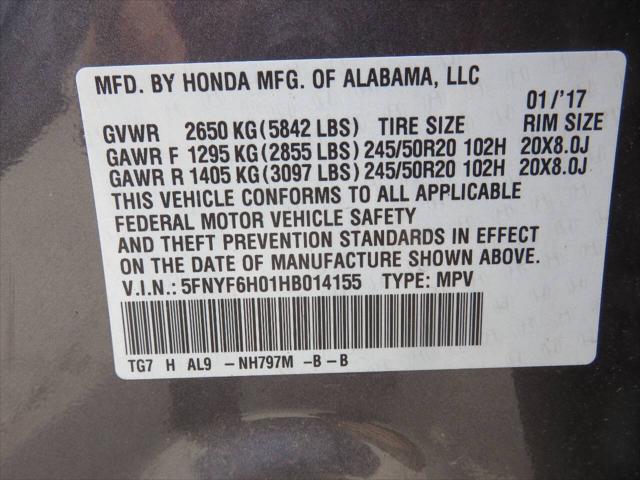 MFD. BY HONDA MFG. OF ALABAMA, LLC
01/'17
GVWR 2650 KG(5842 LBS) TIRE SIZE RIM SIZE
GAWR F 1295 KG(2855 LBS) 245/50R20 102H 20X8.0J
GAWR R 1405 KG(3097 LBS) 245/50R20 102H 20X8.0J
THIS VEHICLE CONFORMS TO ALL APPLICABLE
FEDERAL MOTOR VEHICLE SAFETY
AND THEFT PREVENTION STANDARDS IN EFFECT
ON THE DATE OF MANUFACTURE SHOWN ABOVE.
V.I.N.: 5FNYF6H01HB014155 TYPE: MPV
TG7 H AL9 -NH797M -B-B